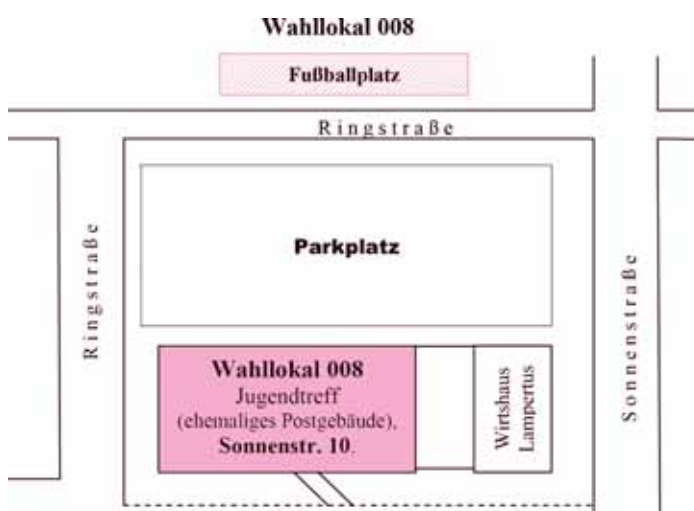 Wahllokal 008
Fußballplatz
Ringstraße
Parkplatz
Ringstraße
Sonnenstraße
Wahllokal 008
Jugendtreff
(ehemaliges Postgebäude),
Sonnenstr. 10.
Wirtshaus
Lampertus